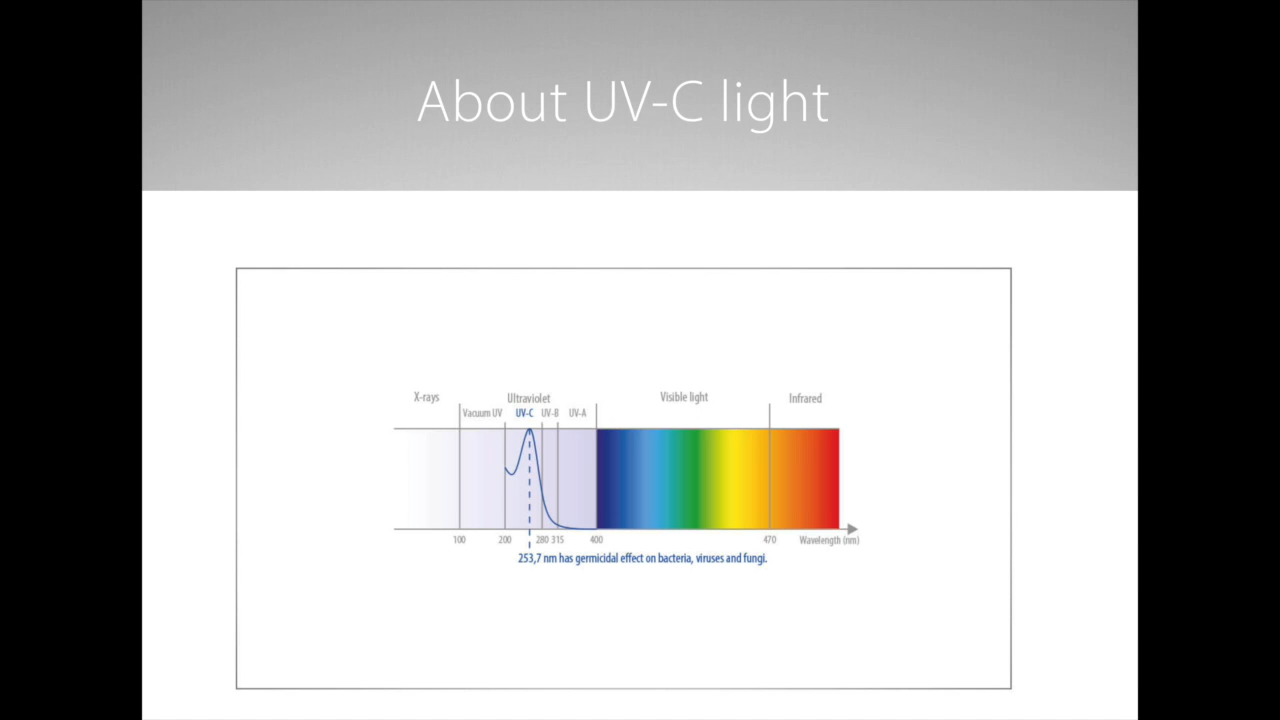 About UV-C light
X-rays Ultraviolet Visible light Infrared
Vacuum UV UV-C UV-B UV-A
100 200 280 315 400 470 Wavelength (nm)
253,7 nm has germicidal effect on bacteria, viruses and fungi.